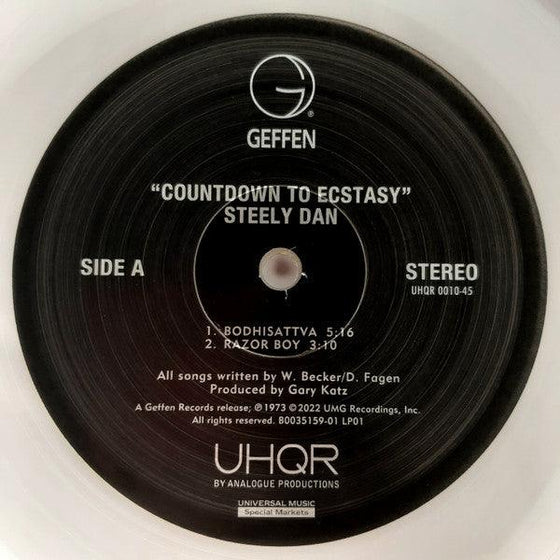 G
®
GEFFEN
"COUNTDOWN TO ECSTASY"
STEELY DAN
SIDE A
STEREO
UHQR 0010-45
1. BODHISATTVA 5:16
2. RAZOR BOY 3:10
All songs written by W. Becker/D. Fagen
Produced by Gary Katz
A Geffen Records release; ℗ 1973 © 2022 UMG Recordings, Inc.
All rights reserved. B0035159-01 LP01
UHQR
BY ANALOGUE PRODUCTIONS
UNIVERSAL MUSIC
Special Markets